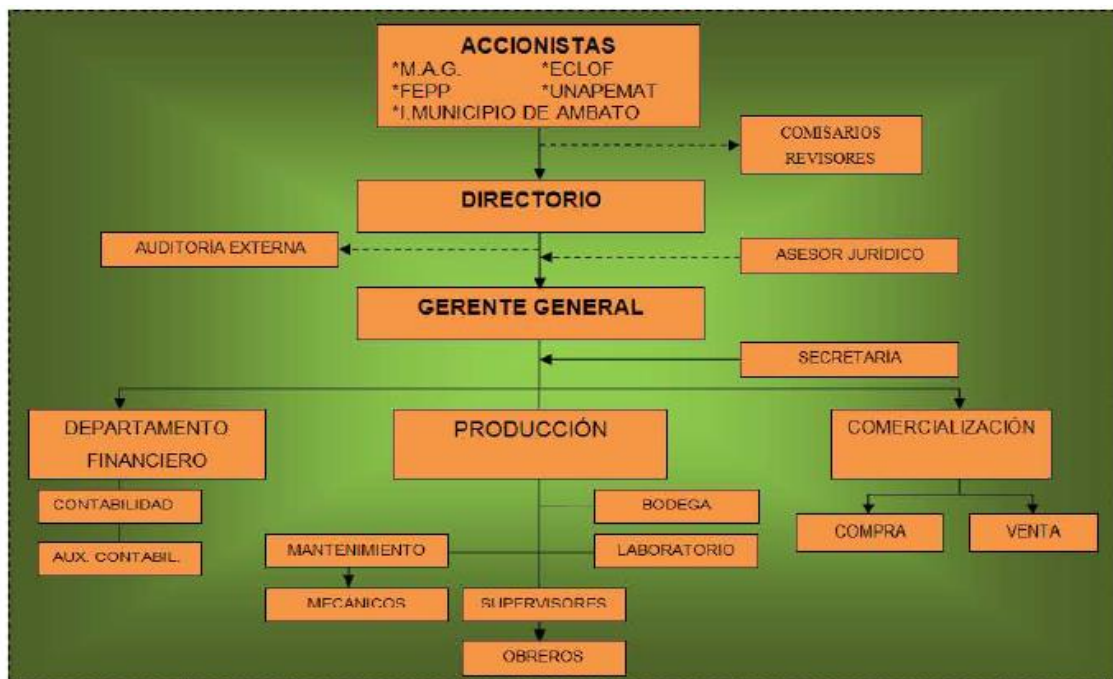 ACCIONISTAS
*M.A.G. *ECLOF
*FEPP *UNAPEMAT
*I.MUNICIPIO DE AMBATO
COMISARIOS
REVISORES
DIRECTORIO
AUDITORÍA EXTERNA
ASESOR JURÍDICO
GERENTE GENERAL
SECRETARÍA
DEPARTAMENTO
FINANCIERO
PRODUCCIÓN
COMERCIALIZACIÓN
CONTABILIDAD
BODEGA
COMPRA
VENTA
AUX. CONTABIL.
MANTENIMIENTO
LABORATORIO
MECÁNICOS
SUPERVISORES
OBREROS